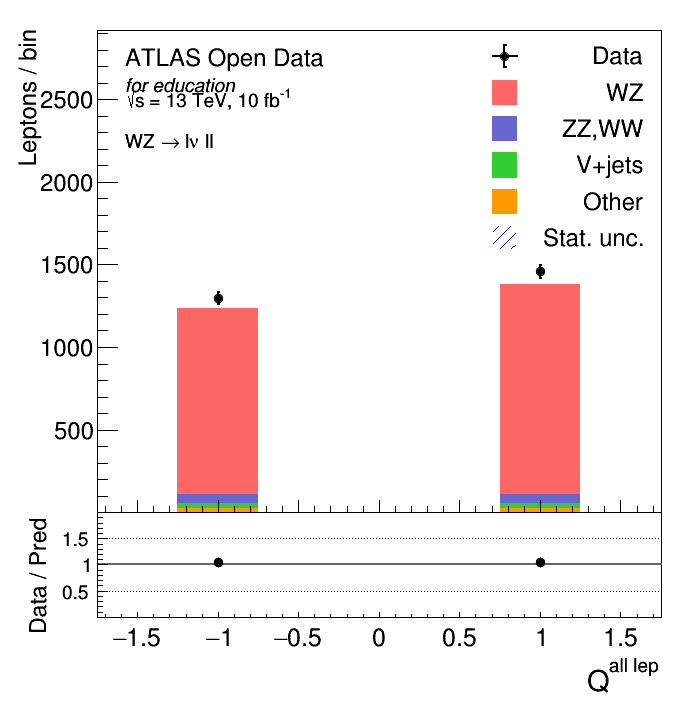 ATLAS Open Data
for education
√s = 13 TeV, 10 fb⁻¹
WZ → lν ll
Data
WZ
ZZ,WW
V+jets
Other
Stat. unc.
Leptons / bin
2500
2000
1500
1000
500
Data / Pred
1.5
1
0.5
−1.5 −1 −0.5 0 0.5 1 1.5
Q^all lep